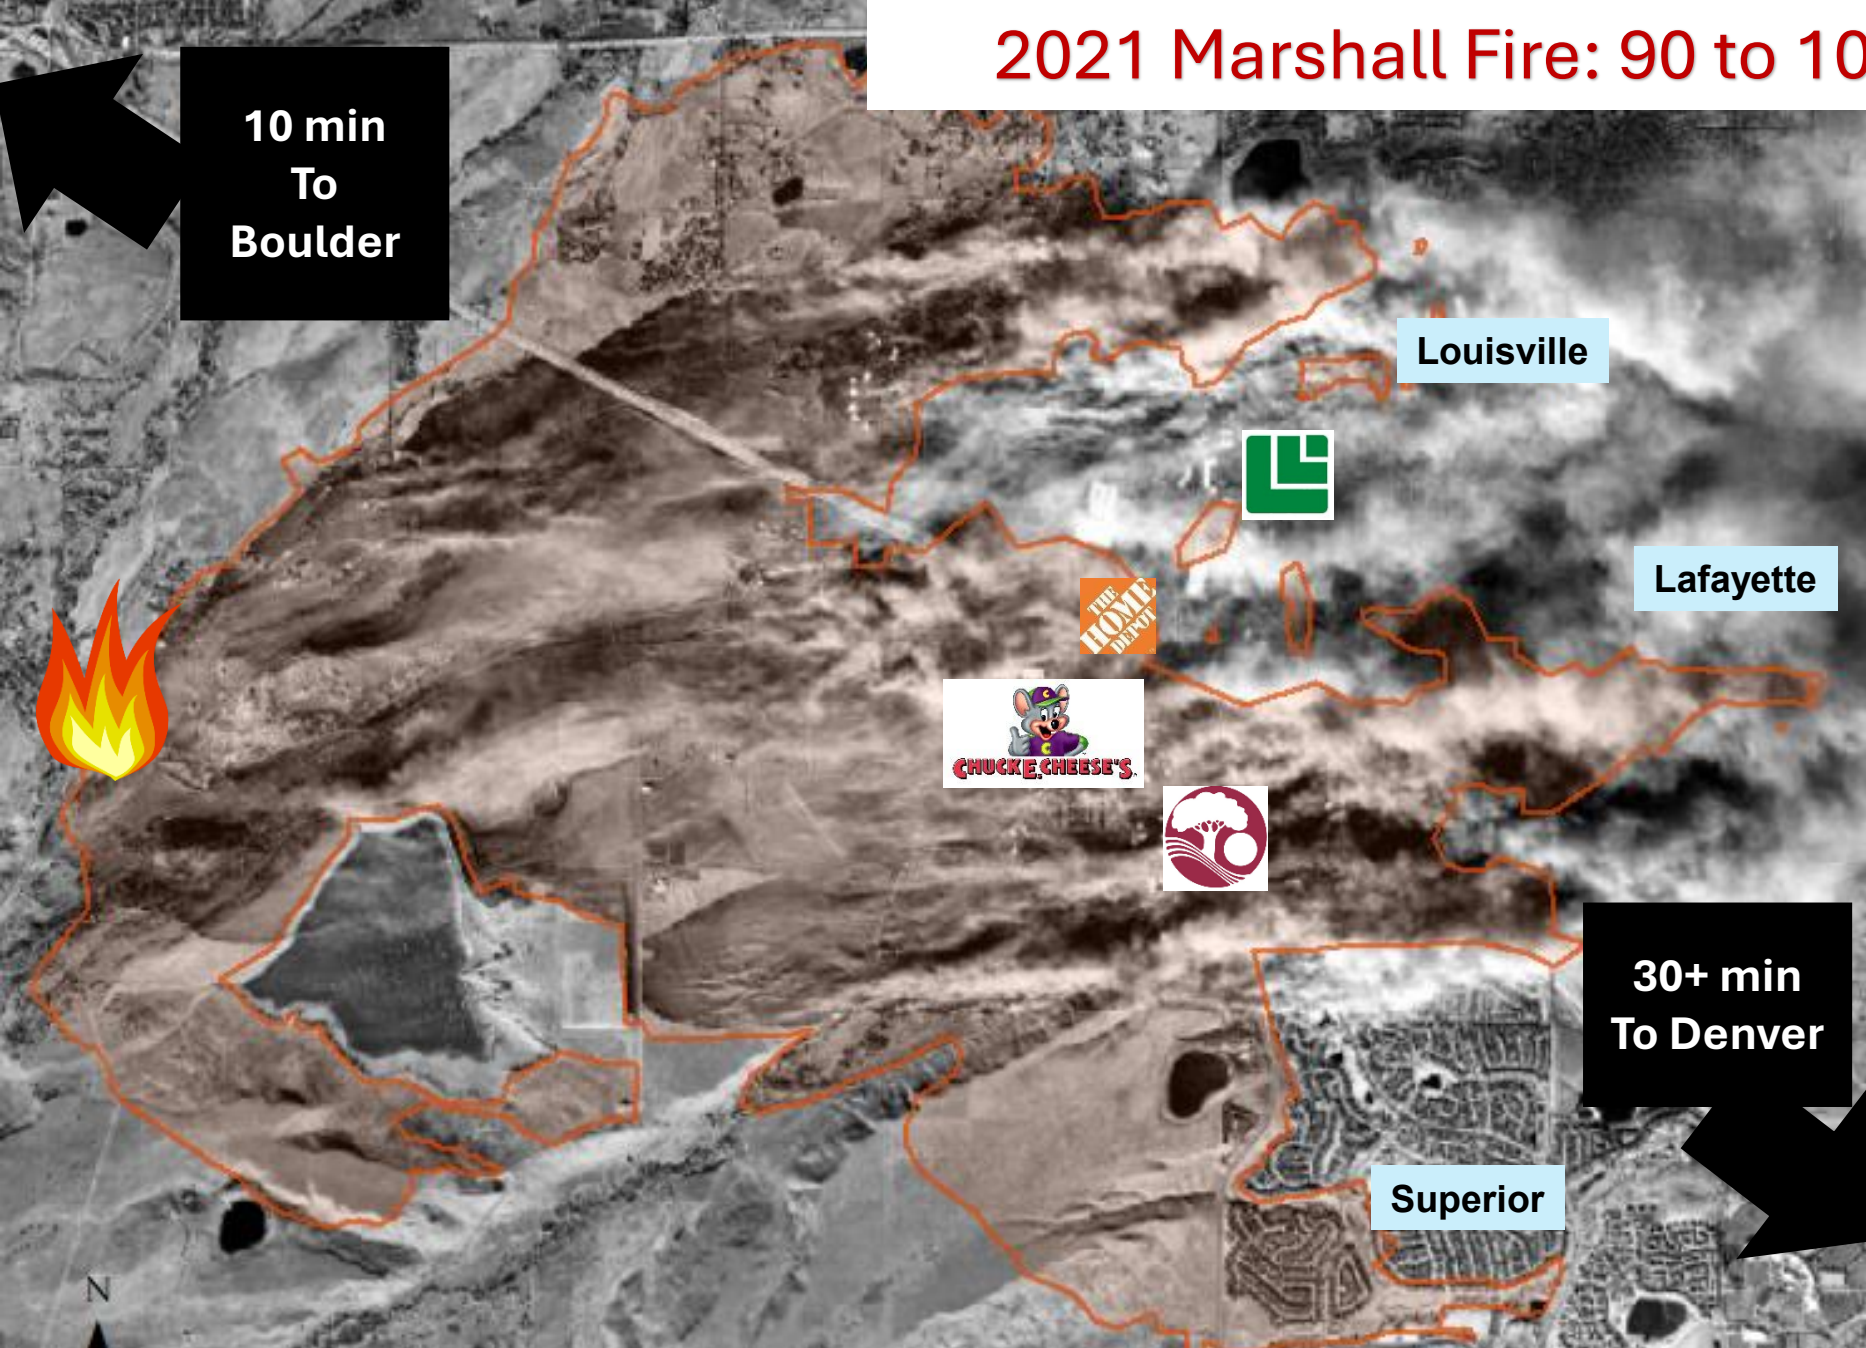 2021 Marshall Fire: 90 to 10
10 min
To
Boulder
Louisville
Lafayette
THE
HOME
DEPOT
CHUCK E. CHEESE'S
30+ min
To Denver
Superior
N